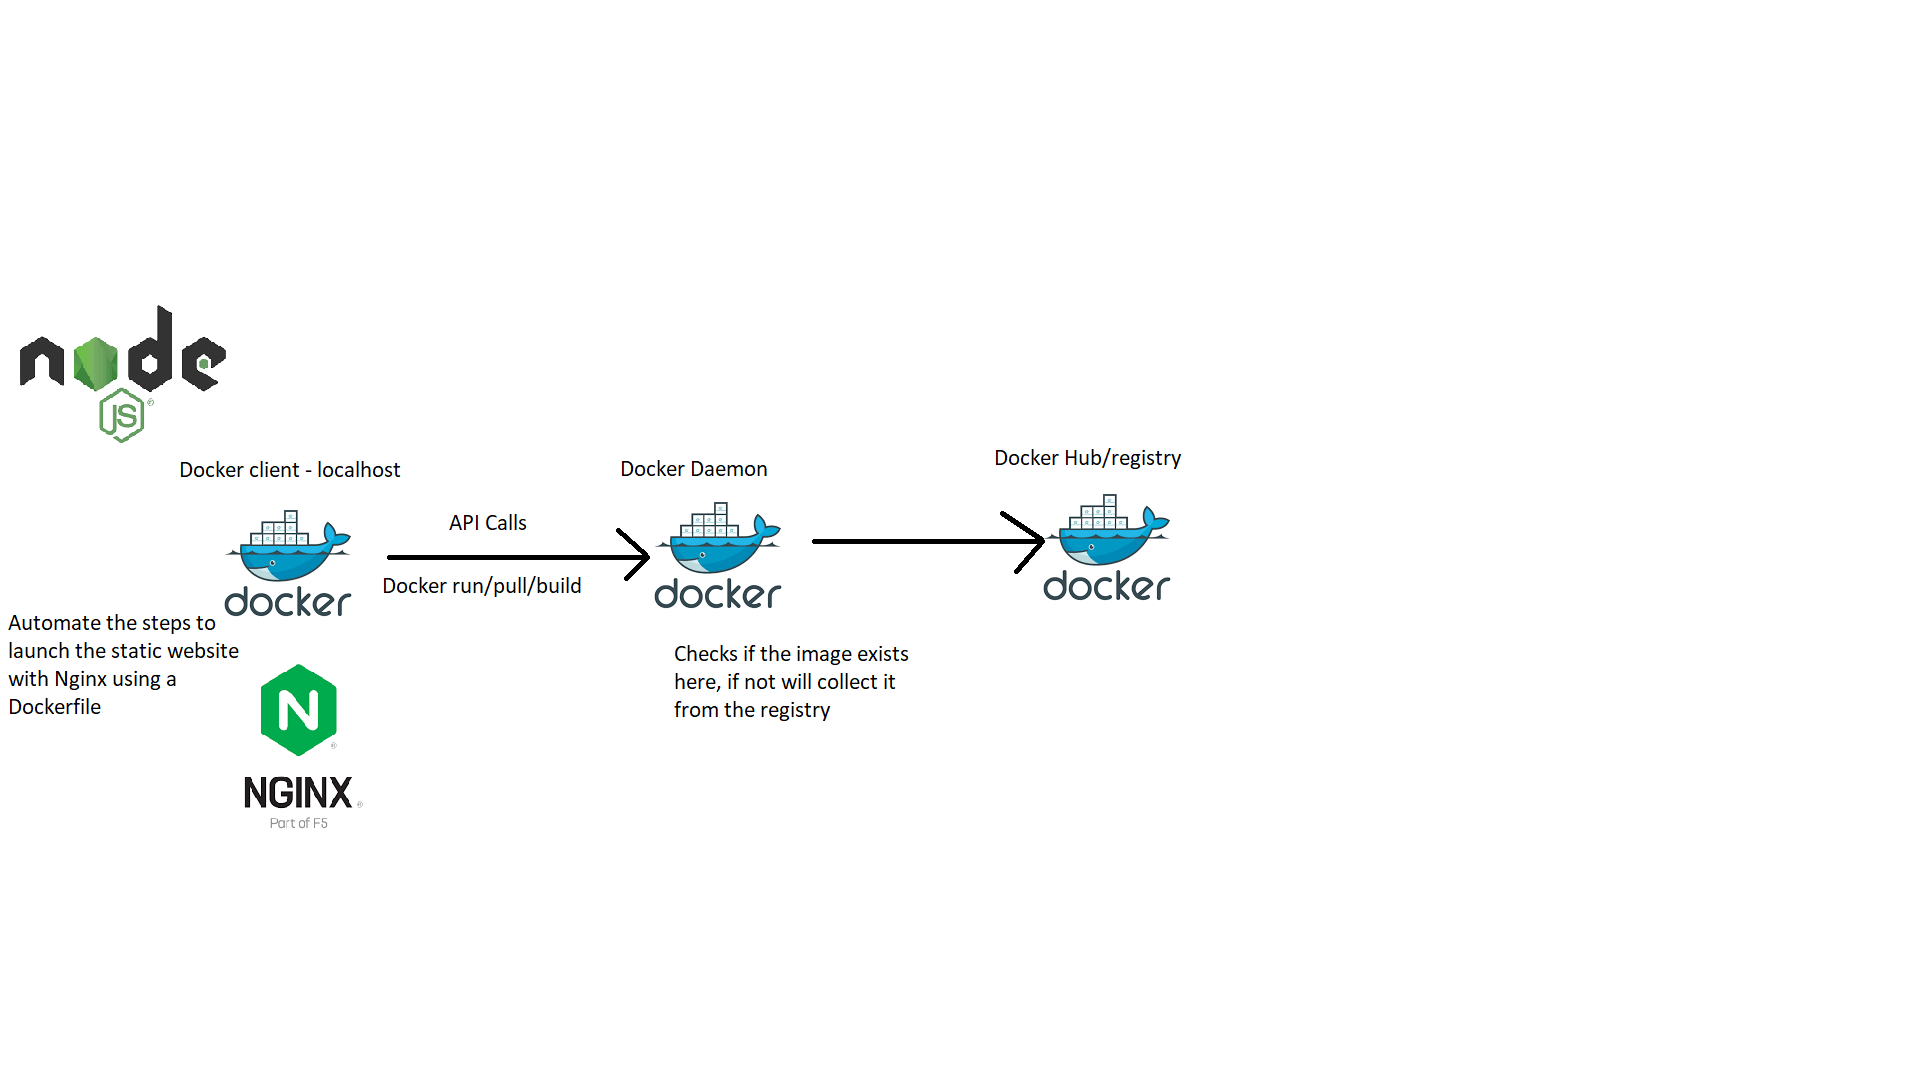 node
JS
Docker client - localhost
Docker Daemon
Docker Hub/registry
API Calls
Docker run/pull/build
docker
docker
docker
Automate the steps to
launch the static website
with Nginx using a
Dockerfile
Checks if the image exists
here, if not will collect it
from the registry
N
NGINX
Part of F5